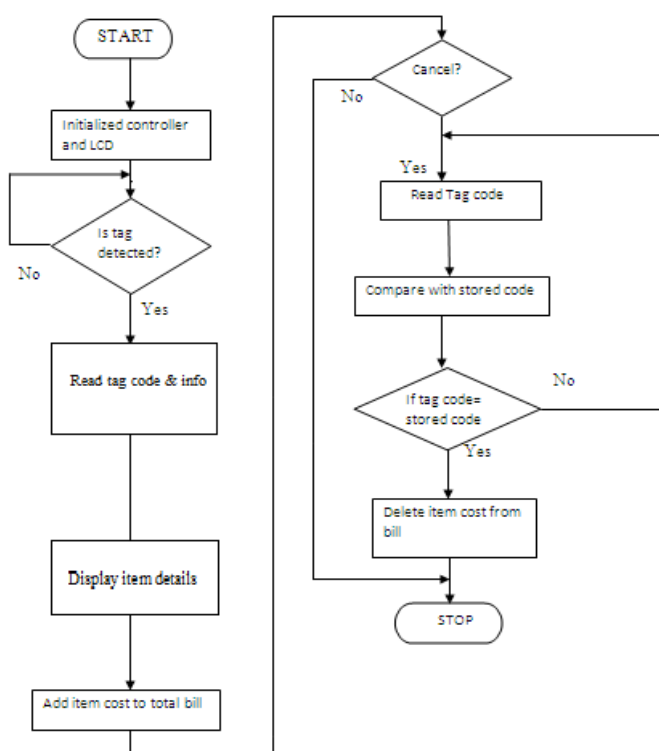 START
Initialized controller
and LCD
Is tag
detected?
No
Yes
Read tag code & info
Display item details
Add item cost to total bill
Cancel?
No
Yes
Read Tag code
Compare with stored code
If tag code=
stored code
No
Yes
Delete item cost from
bill
STOP